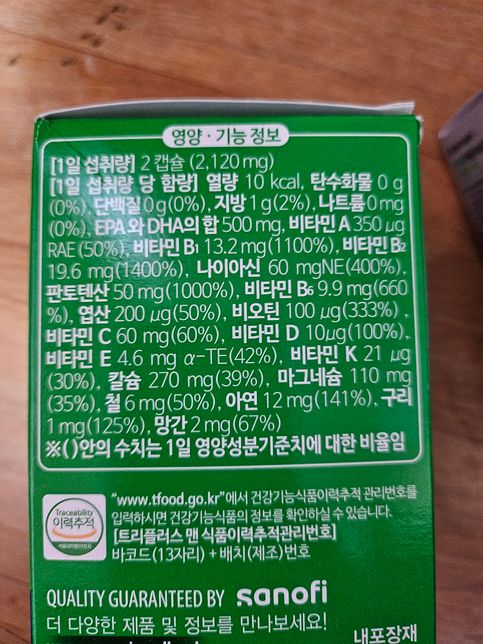 영양·기능정보
[1일 섭취량] 2 캡슐 (2,120 mg)
[1일 섭취량 당 함량] 열량 10 kcal, 탄수화물 0 g
(0%), 단백질 0 g(0%), 지방 1 g(2%), 나트륨 0 mg
(0%), EPA 와 DHA의 합 500 mg, 비타민 A 350 μg
RAE (50%), 비타민 B₁ 13.2 mg(1100%), 비타민 B₂
19.6 mg(1400%), 나이아신 60 mgNE(400%),
판토텐산 50 mg(1000%), 비타민 B₆ 9.9 mg(660
%), 엽산 200 μg(50%), 비오틴 100 μg(333%) ,
비타민 C 60 mg(60%), 비타민 D 10μg(100%),
비타민 E 4.6 mg α-TE(42%), 비타민 K 21 μg
(30%), 칼슘 270 mg(39%), 마그네슘 110 mg
(35%), 철 6 mg(50%), 아연 12 mg(141%), 구리
1 mg(125%), 망간 2 mg(67%)
※( )안의 수치는 1일 영양성분기준치에 대한 비율임
Traceability
이력추적
"www.tfood.go.kr"에서 건강기능식품이력추적 관리번호를
입력하시면 건강기능식품의 정보를 확인하실 수 있습니다.
[트리플러스 맨 식품이력추적관리번호]
바코드(13자리) + 배치(제조)번호
QUALITY GUARANTEED BY sanofi
더 다양한 제품 및 정보를 만나보세요!
내포장재